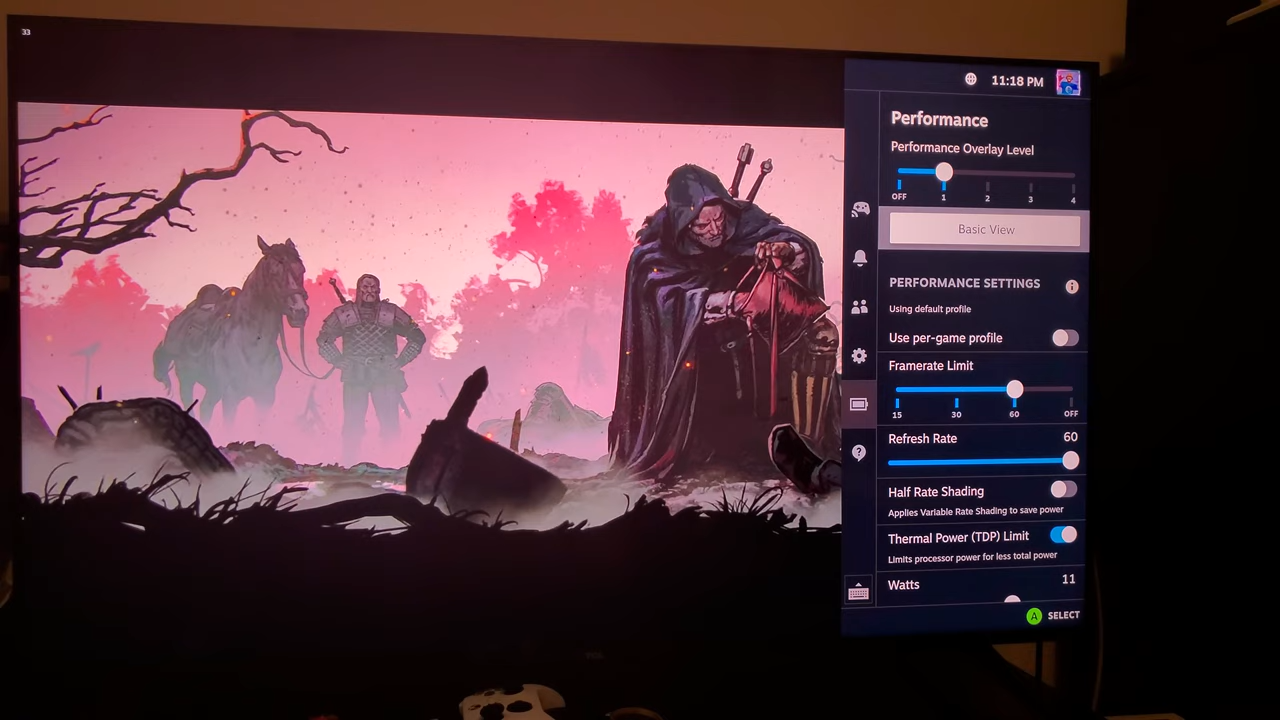 33
11:18 PM
Performance
Performance Overlay Level
OFF 1 2 3 4
Basic View
PERFORMANCE SETTINGS
Using default profile
Use per-game profile
Framerate Limit
15 30 60 OFF
Refresh Rate 60
Half Rate Shading
Applies Variable Rate Shading to save power
Thermal Power (TDP) Limit
Limits processor power for less total power
Watts 11
A SELECT
TCL